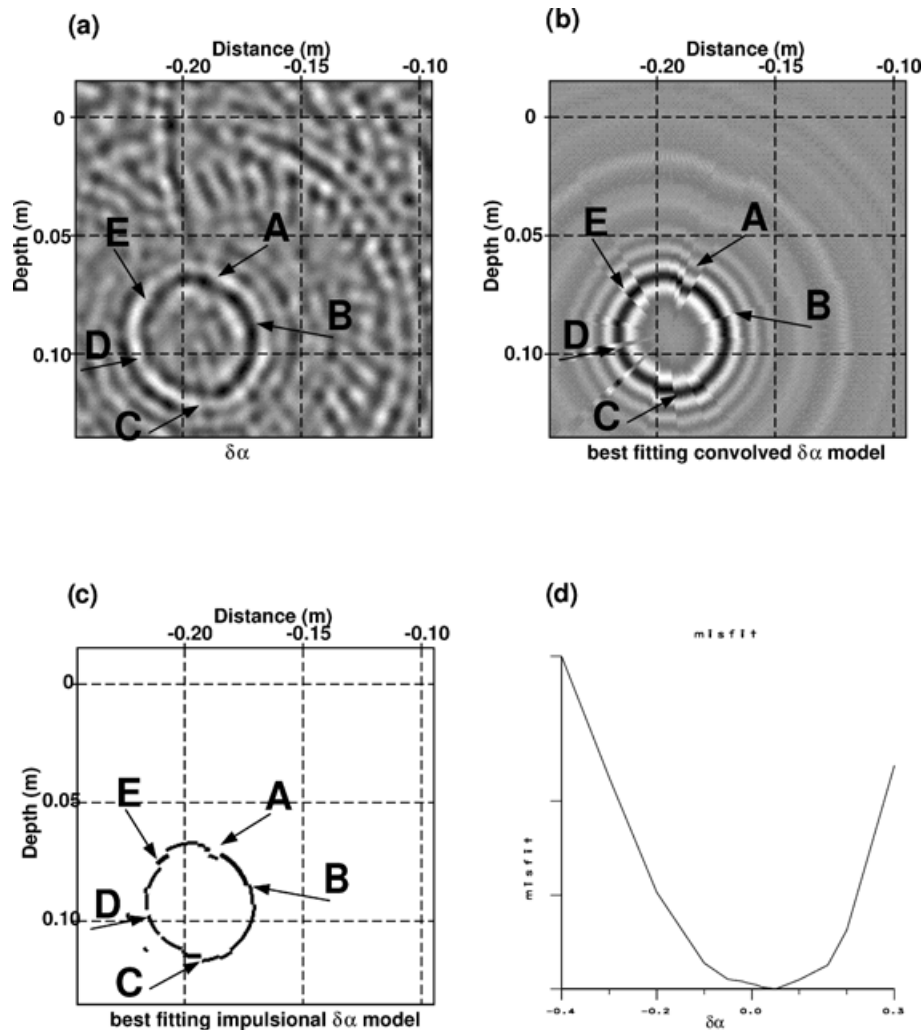 (a)
Distance (m)
-0.20 -0.15 -0.10
Depth (m)
0
0.05
0.10
E
A
B
D
C
δα
(b)
Distance (m)
-0.20 -0.15 -0.10
Depth (m)
0
0.05
0.10
E
A
B
D
C
best fitting convolved δα model
(c)
Distance (m)
-0.20 -0.15 -0.10
Depth (m)
0
0.05
0.10
E
A
B
D
C
best fitting impulsional δα model
(d)
misfit
misfit
-0.4 -0.2 0.0 0.3
δα